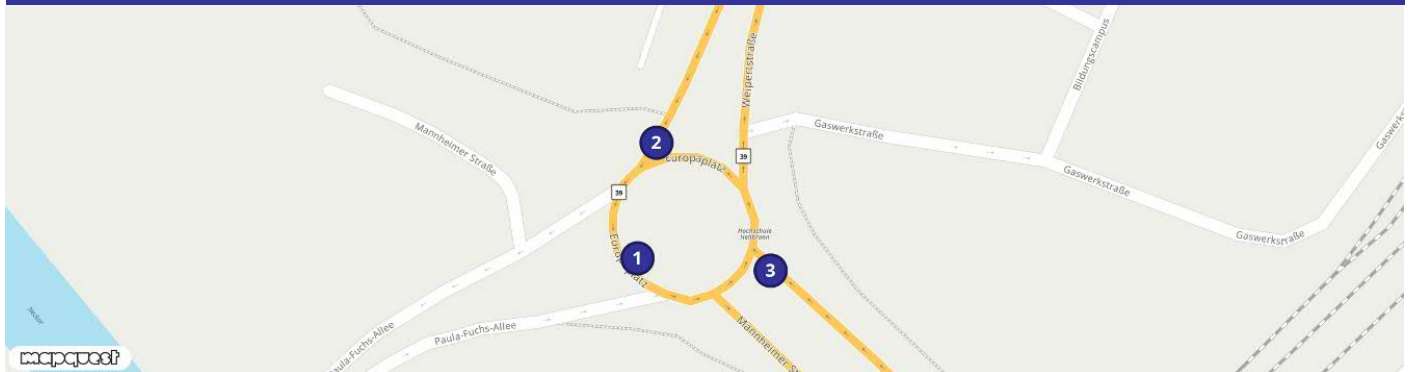 Weipertstraße
Bildungscampus
Gaswerkstraße
Mannheimer Straße
2
39
Europaplatz
39
Gaswerkstraße
Gaswerkstraße
Hochschule
Heilbronn
1
3
Neckar
Paula-Fuchs-Allee
Paula-Fuchs-Allee
mapquest